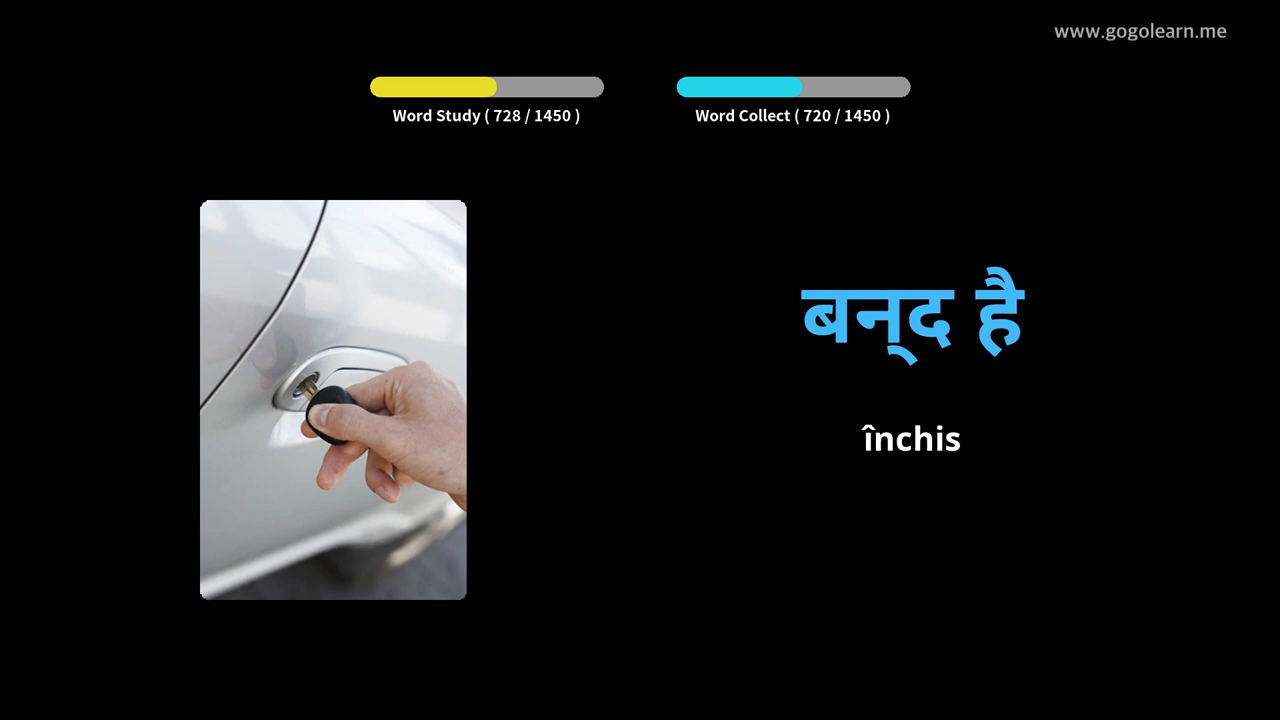 www.gogolearn.me
Word Study ( 728 / 1450 )
Word Collect ( 720 / 1450 )
बन्‌द है
închis